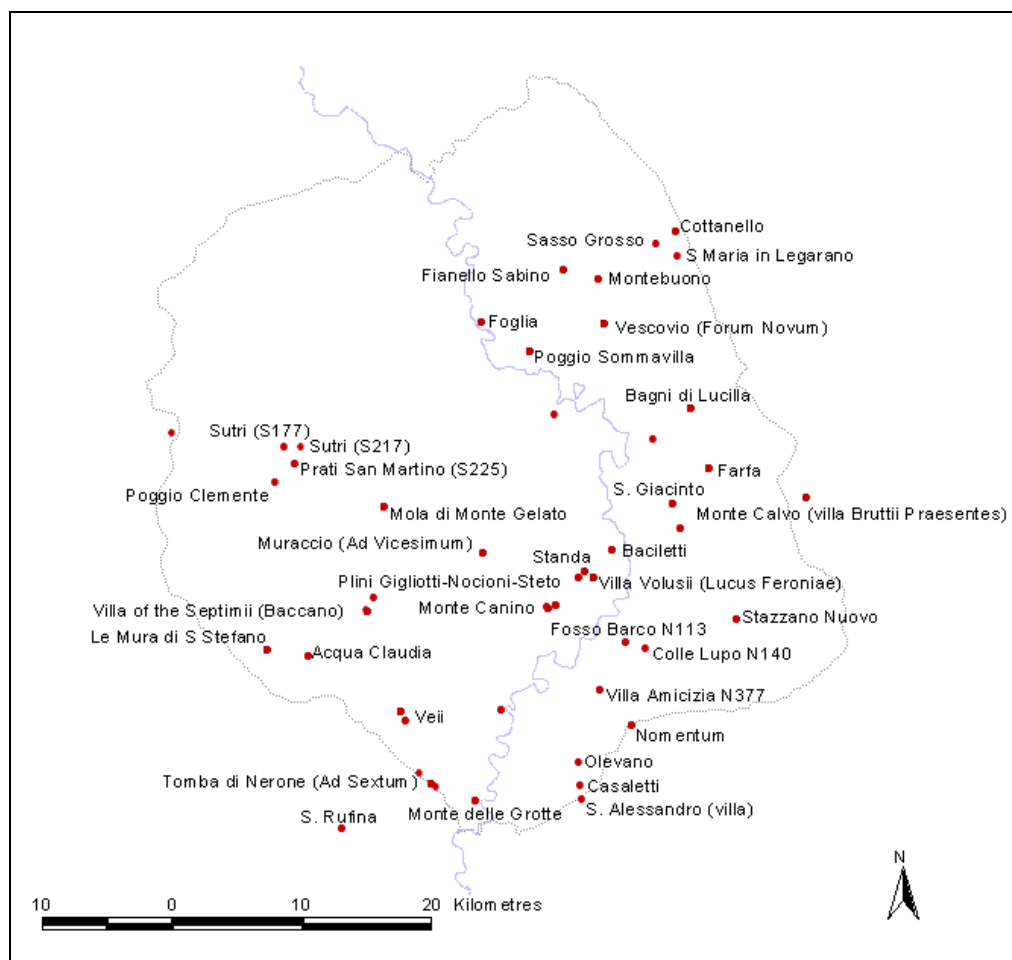 Cottanello
Sasso Grosso
S Maria in Legarano
Fianello Sabino
Montebuono
Foglia
Vescovio (Forum Novum)
Poggio Sommavilla
Bagni di Lucilla
Sutri (S177)
Sutri (S217)
Prati San Martino (S225)
Farfa
Poggio Clemente
S. Giacinto
Mola di Monte Gelato
Monte Calvo (villa Bruttii Praesentes)
Muraccio (Ad Vicesimum)
Baciletti
Standa
Plini Gigliotti-Nocioni-Steto
Villa Volusii (Lucus Feroniae)
Villa of the Septimii (Baccano)
Monte Canino
Stazzano Nuovo
Fosso Barco N113
Le Mura di S Stefano
Acqua Claudia
Colle Lupo N140
Villa Amicizia N377
Veii
Nomentum
Olevano
Tomba di Nerone (Ad Sextum)
Casaletti
Monte delle Grotte
S. Alessandro (villa)
S. Rufina
N
10 0 10 20 Kilometres